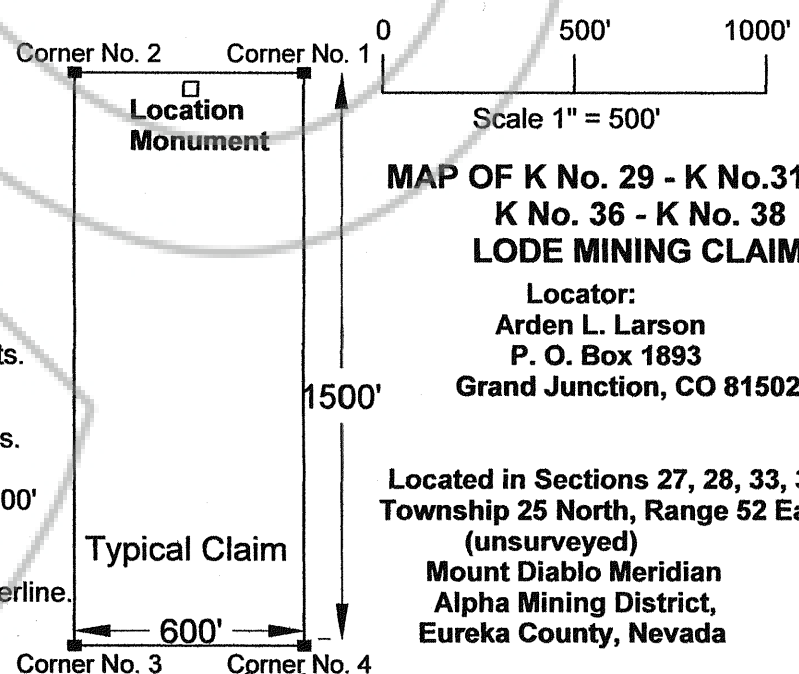 0 500' 1000'
Corner No. 2 Corner No. 1
Location
Monument
Scale 1" = 500'
MAP OF K No. 29 - K No.31
K No. 36 - K No. 38
LODE MINING CLAIM
Locator:
Arden L. Larson
P. O. Box 1893
Grand Junction, CO 81502
ts.
1500'
s.
00'
Located in Sections 27, 28, 33,
Township 25 North, Range 52 Ea
(unsurveyed)
Mount Diablo Meridian
Alpha Mining District,
Eureka County, Nevada
Typical Claim
erline.
600'
Corner No. 3 Corner No. 4